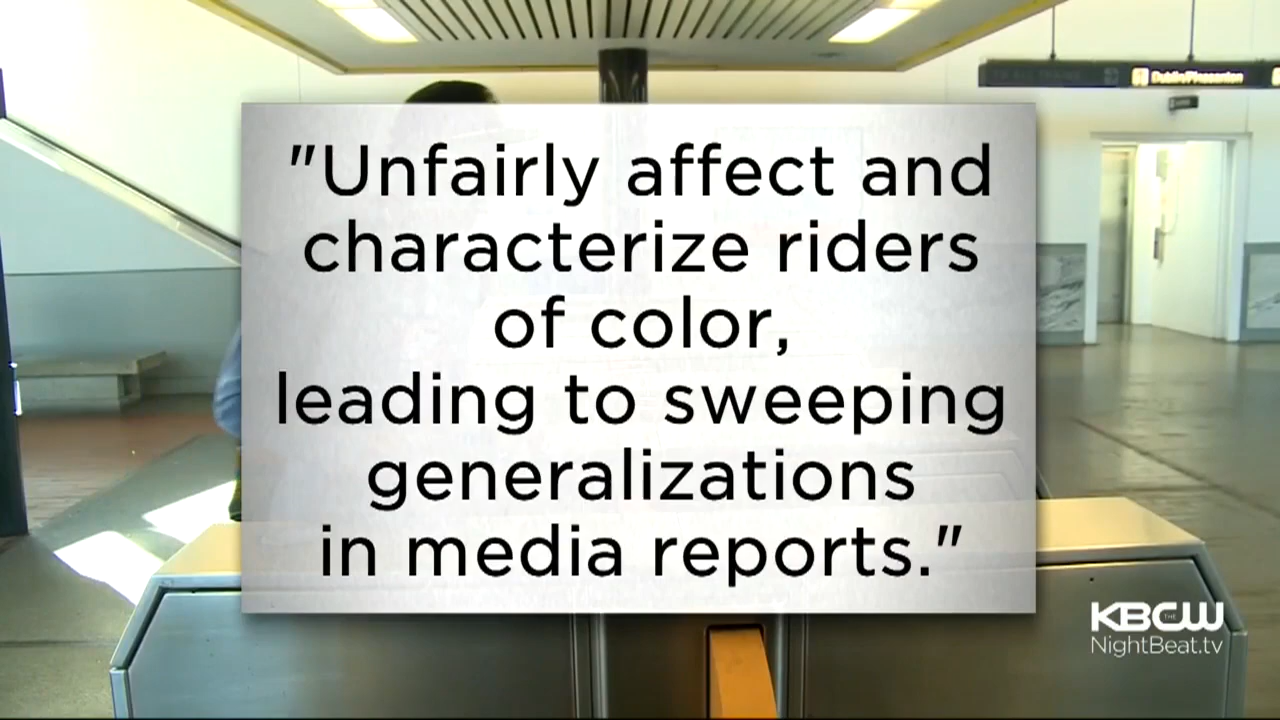 Dublin/Pleasanton
"Unfairly affect and
characterize riders
of color,
leading to sweeping
generalizations
in media reports."
KBCW
THE
NightBeat.tv